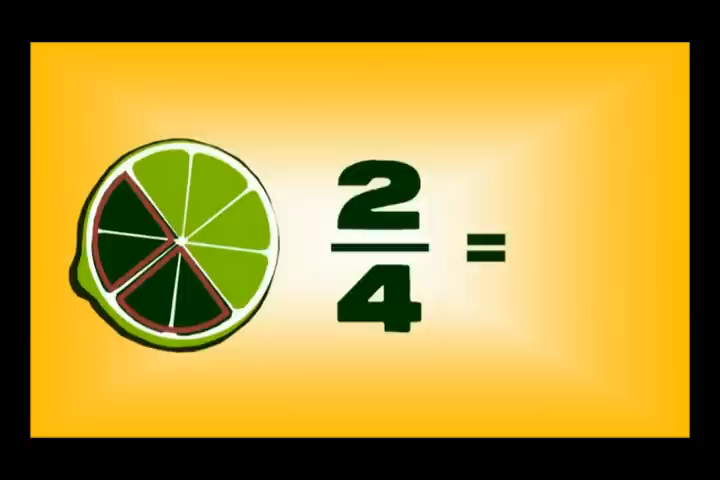 2/4 =